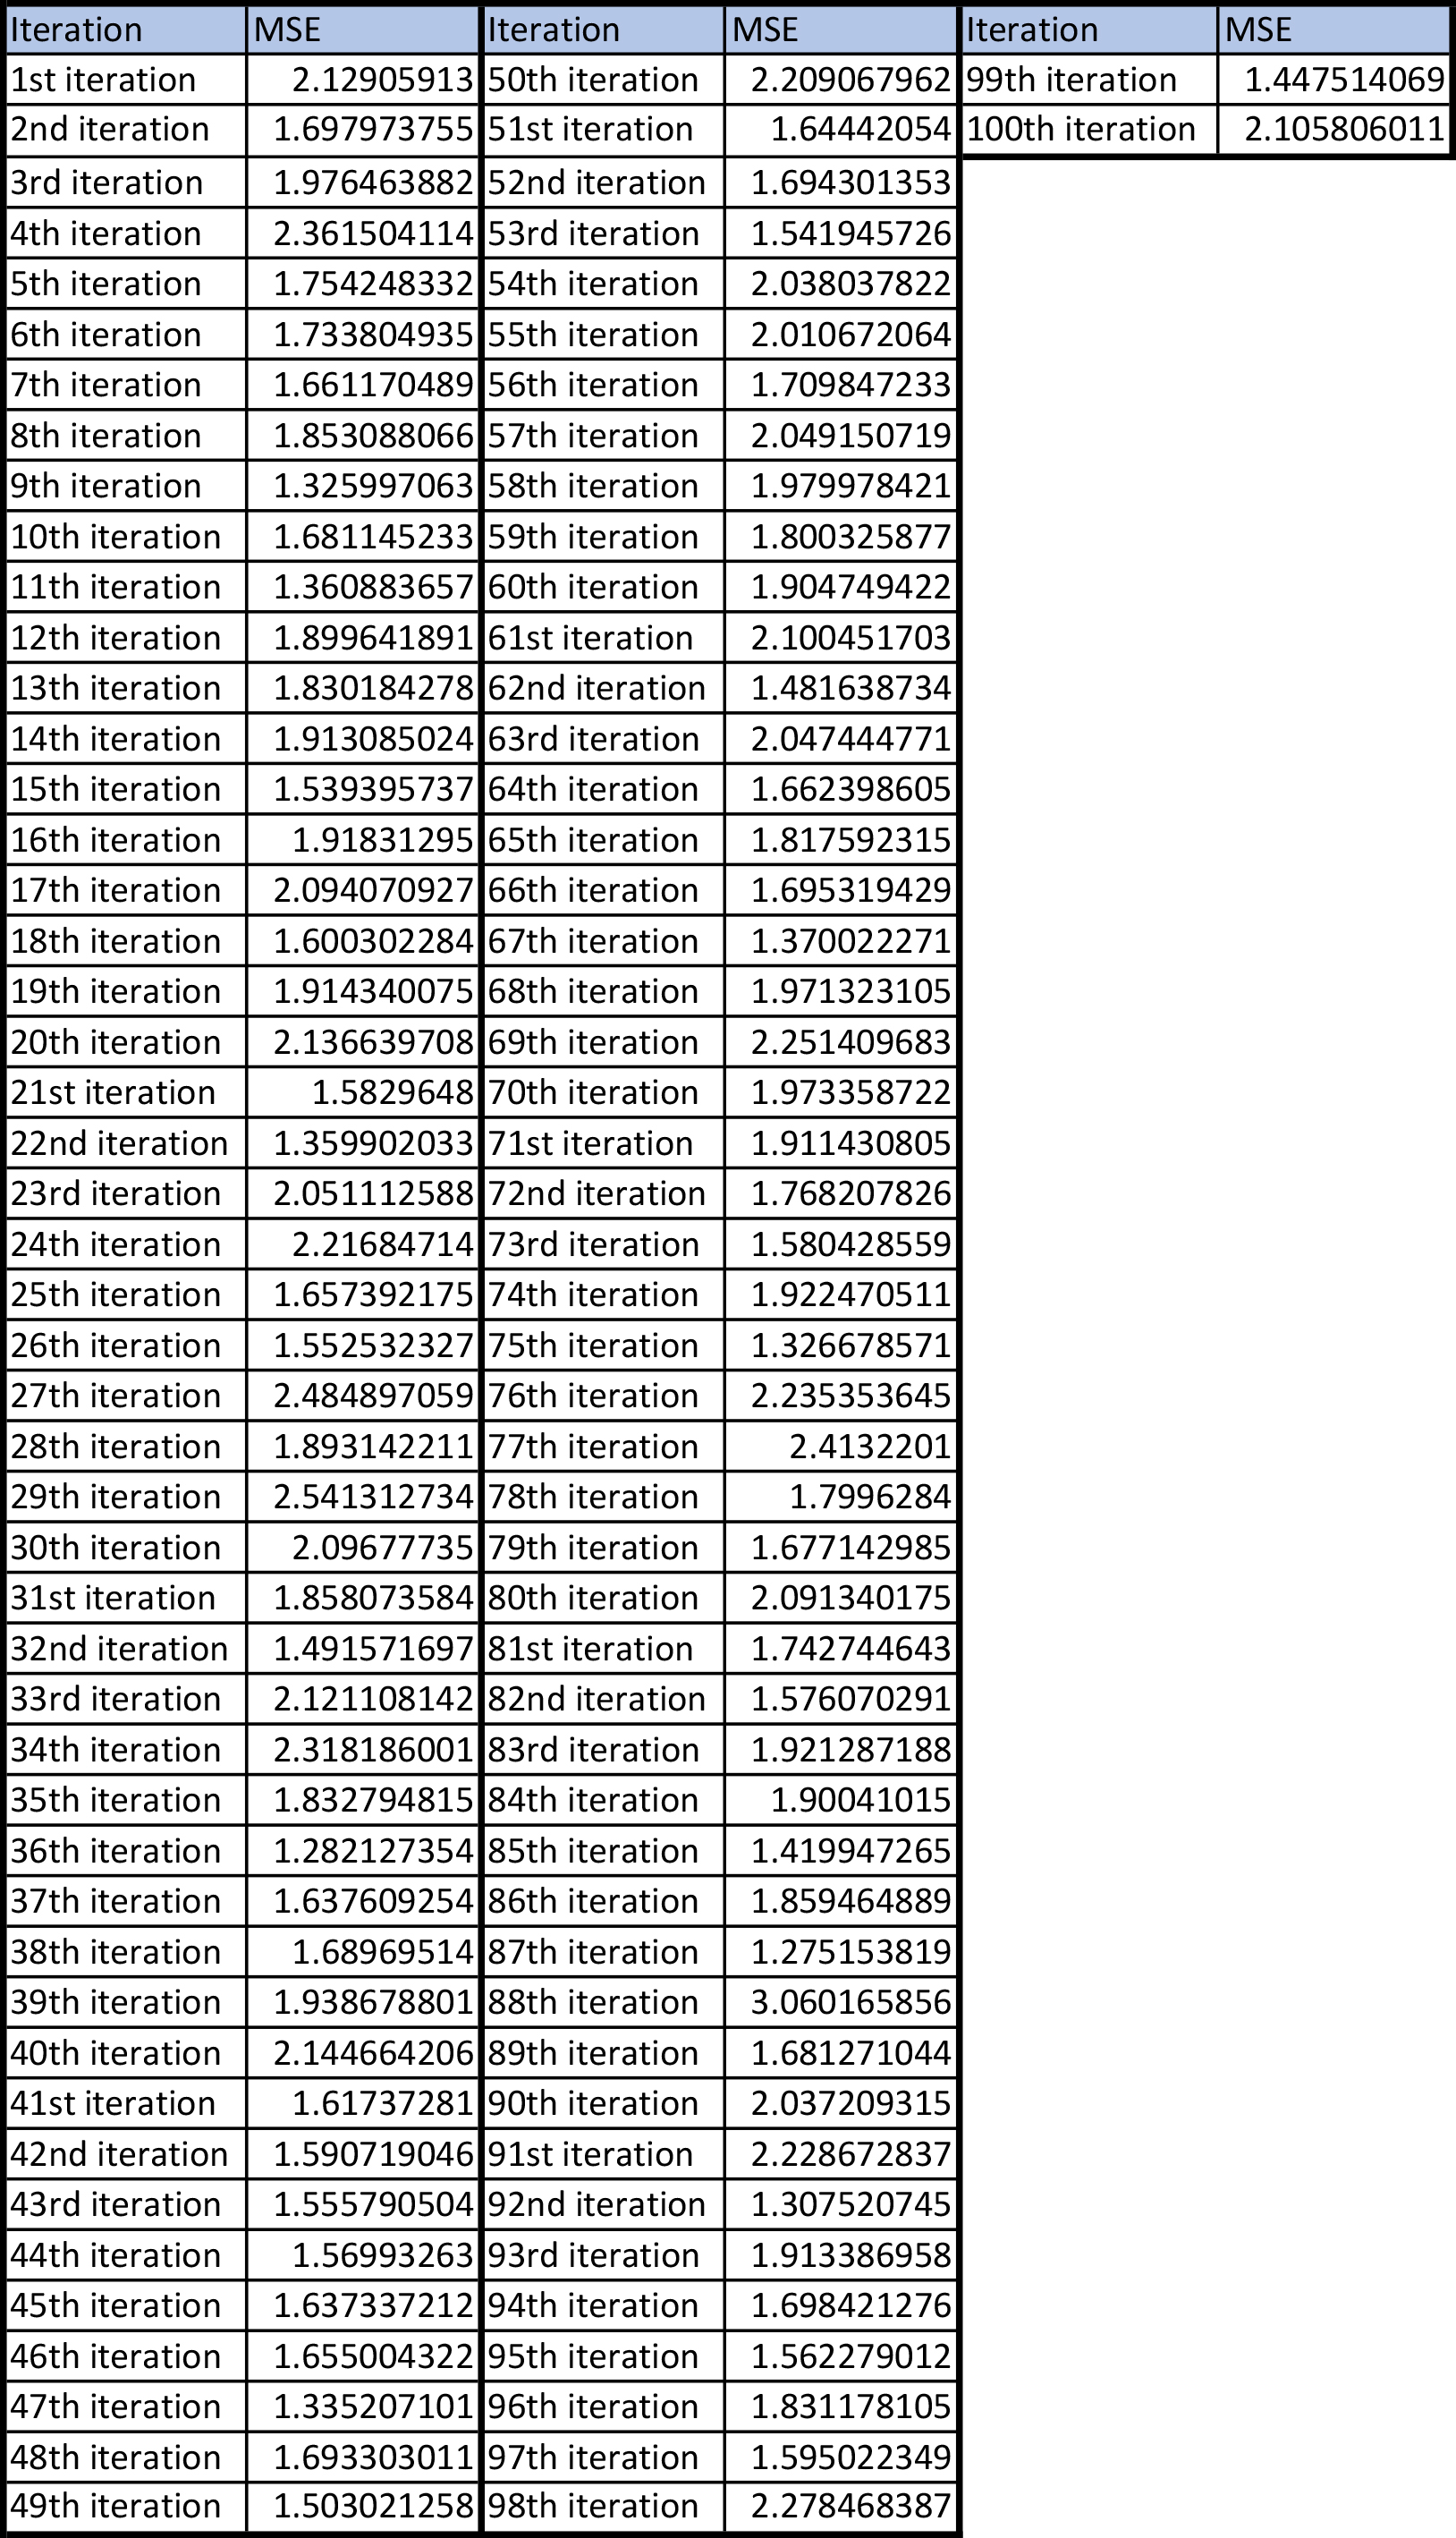 Iteration MSE Iteration MSE Iteration MSE
1st iteration 2.12905913 50th iteration 2.209067962 99th iteration 1.447514069
2nd iteration 1.697973755 51st iteration 1.64442054 100th iteration 2.105806011
3rd iteration 1.976463882 52nd iteration 1.694301353
4th iteration 2.361504114 53rd iteration 1.541945726
5th iteration 1.754248332 54th iteration 2.038037822
6th iteration 1.733804935 55th iteration 2.010672064
7th iteration 1.661170489 56th iteration 1.709847233
8th iteration 1.853088066 57th iteration 2.049150719
9th iteration 1.325997063 58th iteration 1.979978421
10th iteration 1.681145233 59th iteration 1.800325877
11th iteration 1.360883657 60th iteration 1.904749422
12th iteration 1.899641891 61st iteration 2.100451703
13th iteration 1.830184278 62nd iteration 1.481638734
14th iteration 1.913085024 63rd iteration 2.047444771
15th iteration 1.539395737 64th iteration 1.662398605
16th iteration 1.91831295 65th iteration 1.817592315
17th iteration 2.094070927 66th iteration 1.695319429
18th iteration 1.600302284 67th iteration 1.370022271
19th iteration 1.914340075 68th iteration 1.971323105
20th iteration 2.136639708 69th iteration 2.251409683
21st iteration 1.5829648 70th iteration 1.973358722
22nd iteration 1.359902033 71st iteration 1.911430805
23rd iteration 2.051112588 72nd iteration 1.768207826
24th iteration 2.21684714 73rd iteration 1.580428559
25th iteration 1.657392175 74th iteration 1.922470511
26th iteration 1.552532327 75th iteration 1.326678571
27th iteration 2.484897059 76th iteration 2.235353645
28th iteration 1.893142211 77th iteration 2.4132201
29th iteration 2.541312734 78th iteration 1.7996284
30th iteration 2.09677735 79th iteration 1.677142985
31st iteration 1.858073584 80th iteration 2.091340175
32nd iteration 1.491571697 81st iteration 1.742744643
33rd iteration 2.121108142 82nd iteration 1.576070291
34th iteration 2.318186001 83rd iteration 1.921287188
35th iteration 1.832794815 84th iteration 1.90041015
36th iteration 1.282127354 85th iteration 1.419947265
37th iteration 1.637609254 86th iteration 1.859464889
38th iteration 1.68969514 87th iteration 1.275153819
39th iteration 1.938678801 88th iteration 3.060165856
40th iteration 2.144664206 89th iteration 1.681271044
41st iteration 1.61737281 90th iteration 2.037209315
42nd iteration 1.590719046 91st iteration 2.228672837
43rd iteration 1.555790504 92nd iteration 1.307520745
44th iteration 1.56993263 93rd iteration 1.913386958
45th iteration 1.637337212 94th iteration 1.698421276
46th iteration 1.655004322 95th iteration 1.562279012
47th iteration 1.335207101 96th iteration 1.831178105
48th iteration 1.693303011 97th iteration 1.595022349
49th iteration 1.503021258 98th iteration 2.278468387